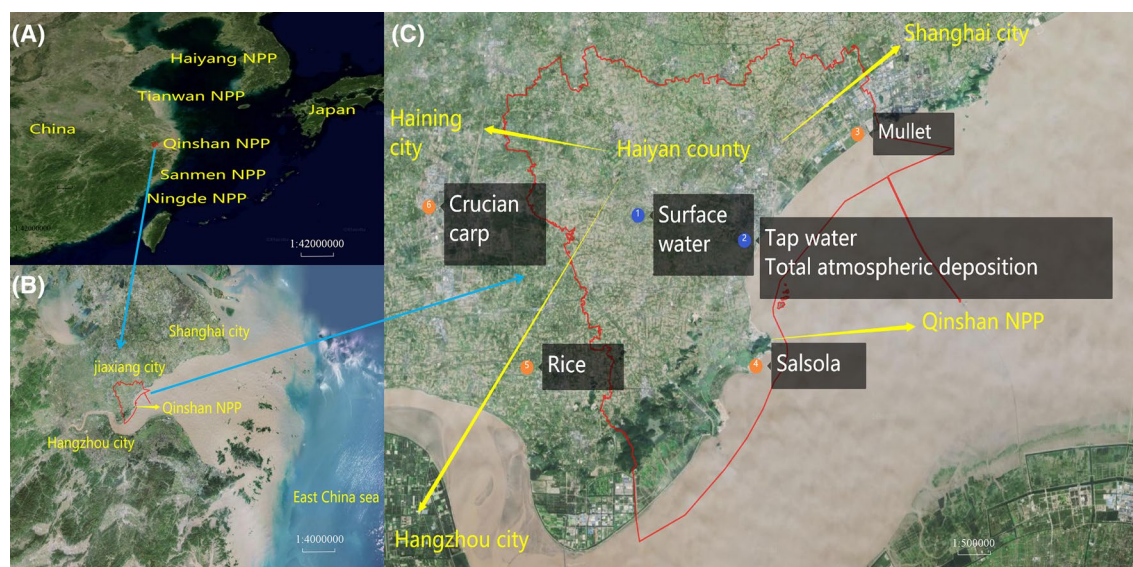 (A)
Haiyang NPP
Tianwan NPP
Japan
China
Qinshan NPP
Sanmen NPP
Ningde NPP
1:42000000
1:42000000
(B)
Shanghai city
jiaxiang city
Qinshan NPP
Hangzhou city
East China sea
1:4000000
(C)
Shanghai city
Haining
city
3
Mullet
Haiyan county
6
Crucian
carp
1
Surface
water
2
Tap water
Total atmospheric deposition
Qinshan NPP
5
Rice
4
Salsola
Hangzhou city
1:500000